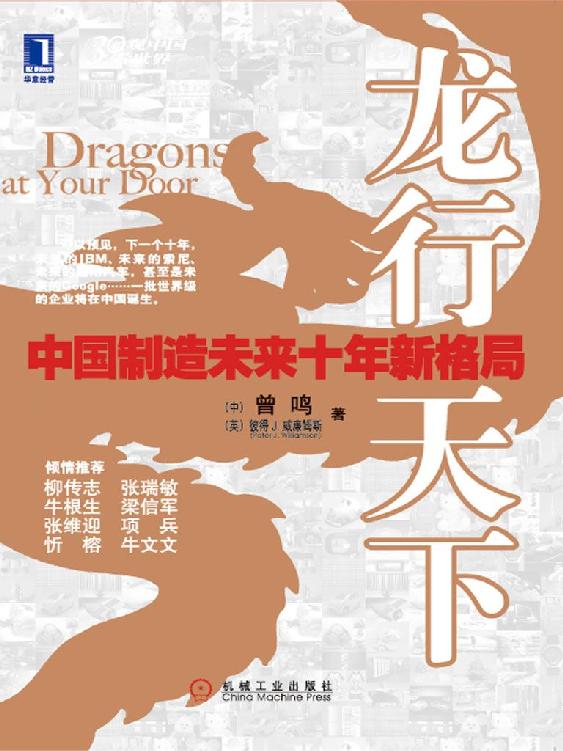 HZ Books
华章经管
龙行天下
Dragons
at Your Door
预见，下一个十年，
的IBM、未来的索尼、
汽车，甚至是未
的Google……一批世界级
的企业将在中国诞生。
中国制造未来十年新格局
（中） 曾 鸣
（英） 彼得 J. 威廉姆斯
(Peter J. Williamson)
著
倾情推荐
柳传志 张瑞敏
牛根生 梁信军
张维迎 项 兵
忻 榕 牛文文
机械工业出版社
China Machine Press